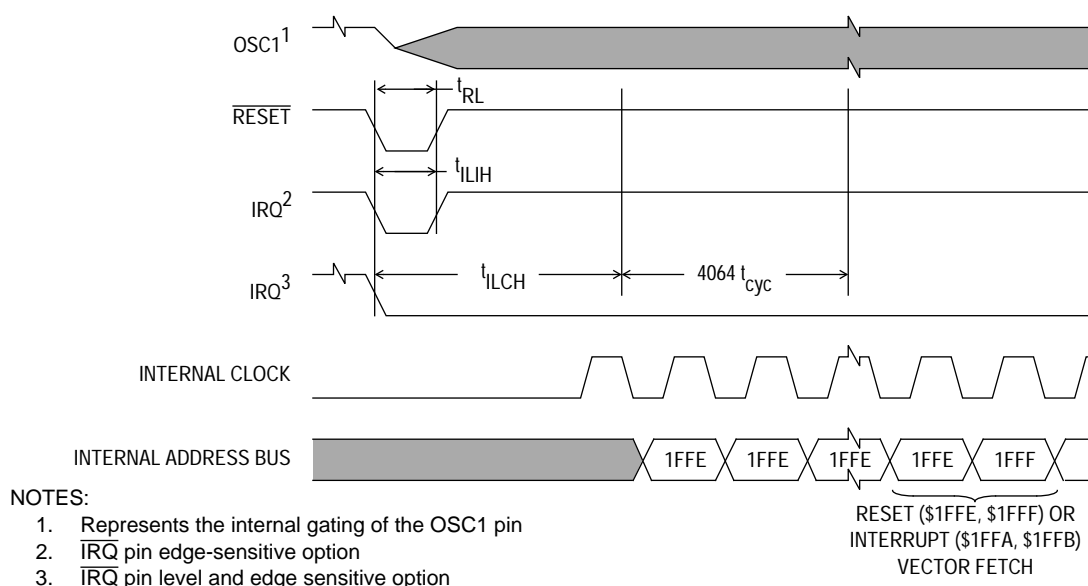 OSC1¹
t_RL
RESET
t_ILIH
IRQ²
t_ILCH
4064 t_cyc
IRQ³
INTERNAL CLOCK
INTERNAL ADDRESS BUS
1FFE
1FFE
1FFE
1FFE
1FFF
RESET ($1FFE, $1FFF) OR
INTERRUPT ($1FFA, $1FFB)
VECTOR FETCH
NOTES:
1. Represents the internal gating of the OSC1 pin
2. IRQ pin edge-sensitive option
3. IRQ pin level and edge sensitive option